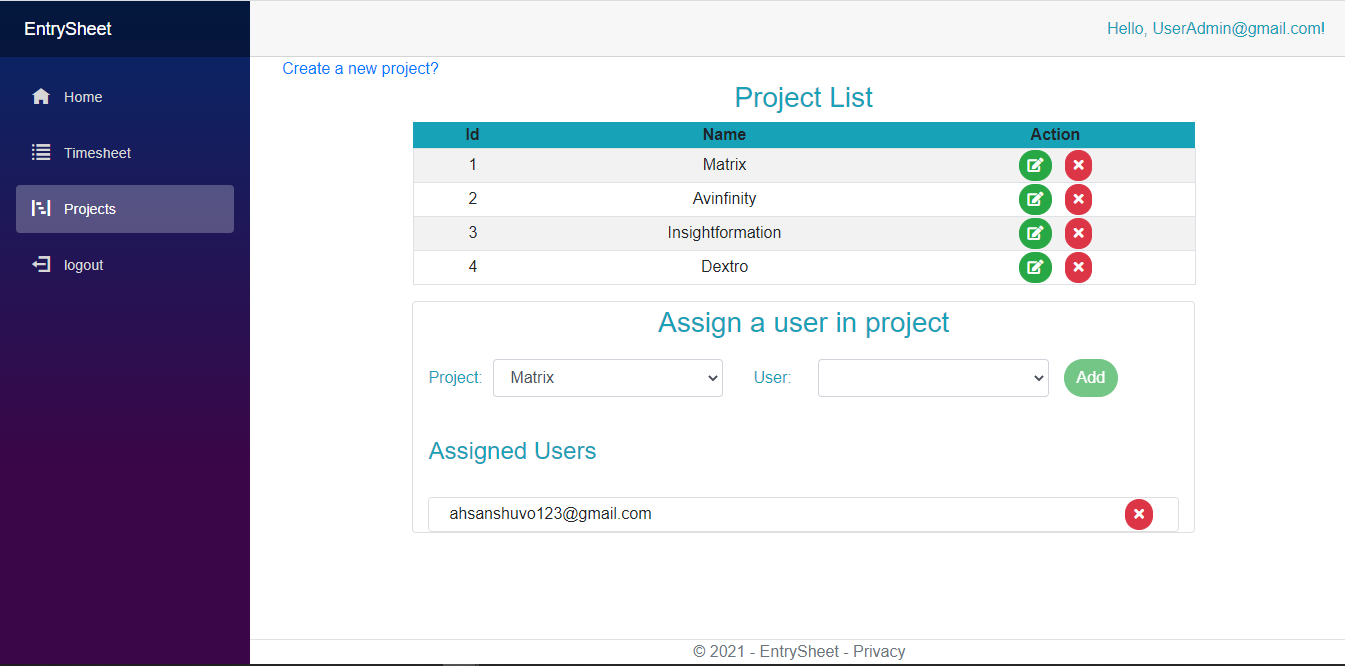 EntrySheet
Hello, UserAdmin@gmail.com!
Home
Timesheet
Projects
logout
Create a new project?
Project List
Id Name Action
1 Matrix
2 Avinfinity
3 Insightformation
4 Dextro
Assign a user in project
Project: Matrix User: Add
Assigned Users
ahsanshuvo123@gmail.com
© 2021 - EntrySheet - Privacy